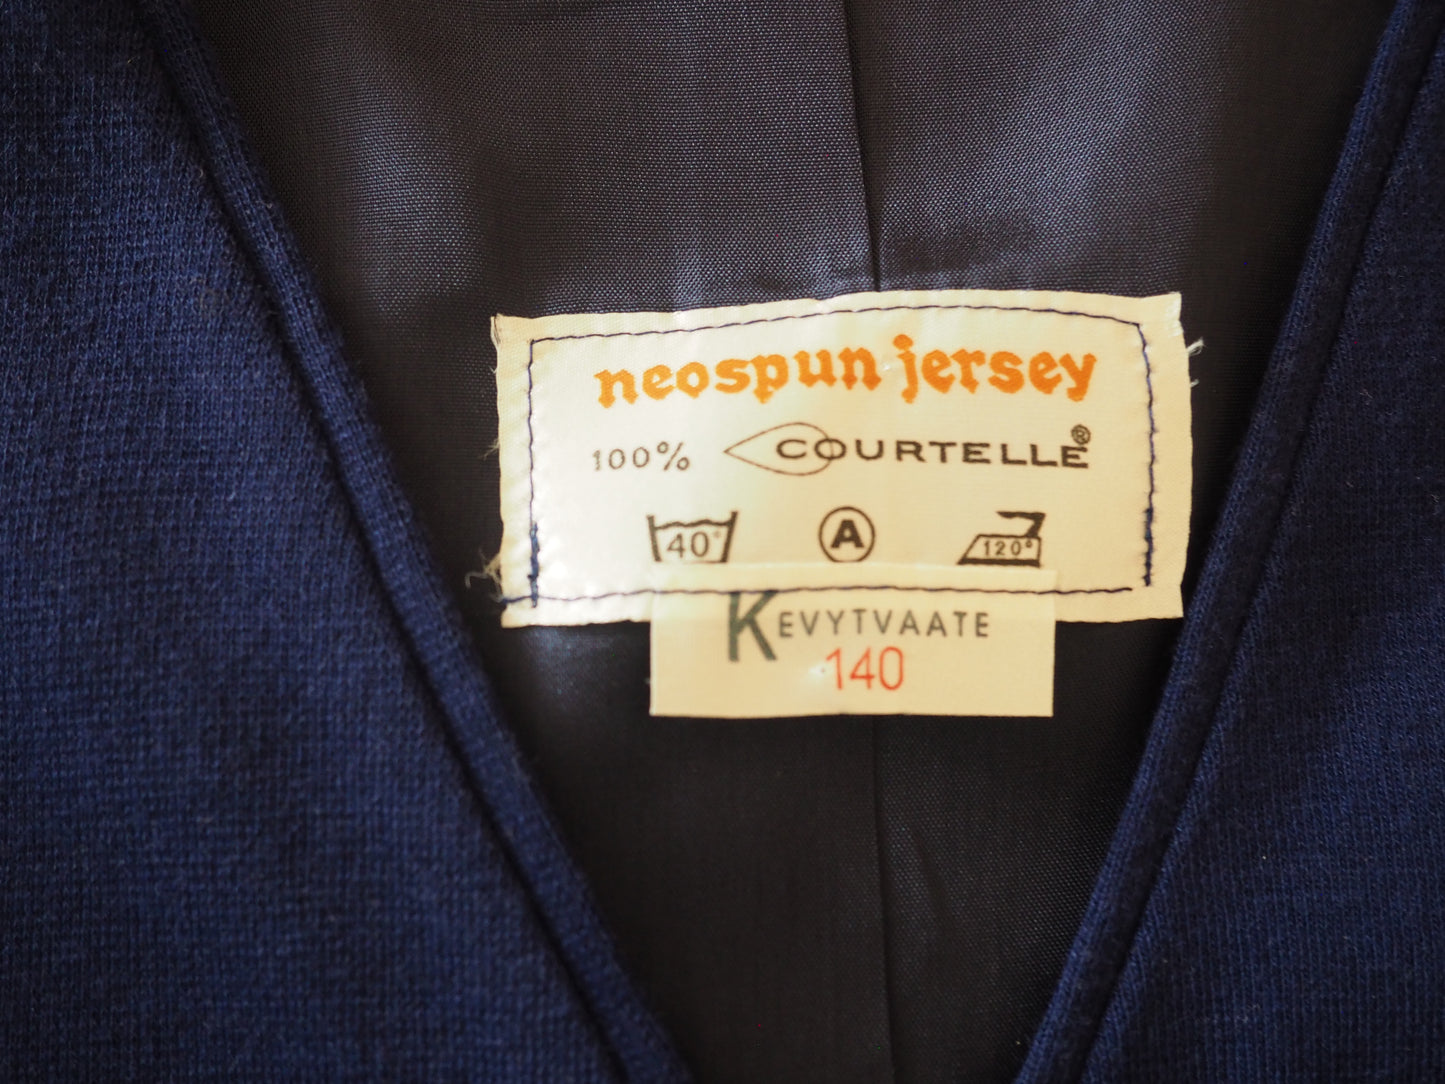 neospun jersey
100% COURTELLE®
40° A 120°
KEVYTVAATE
140